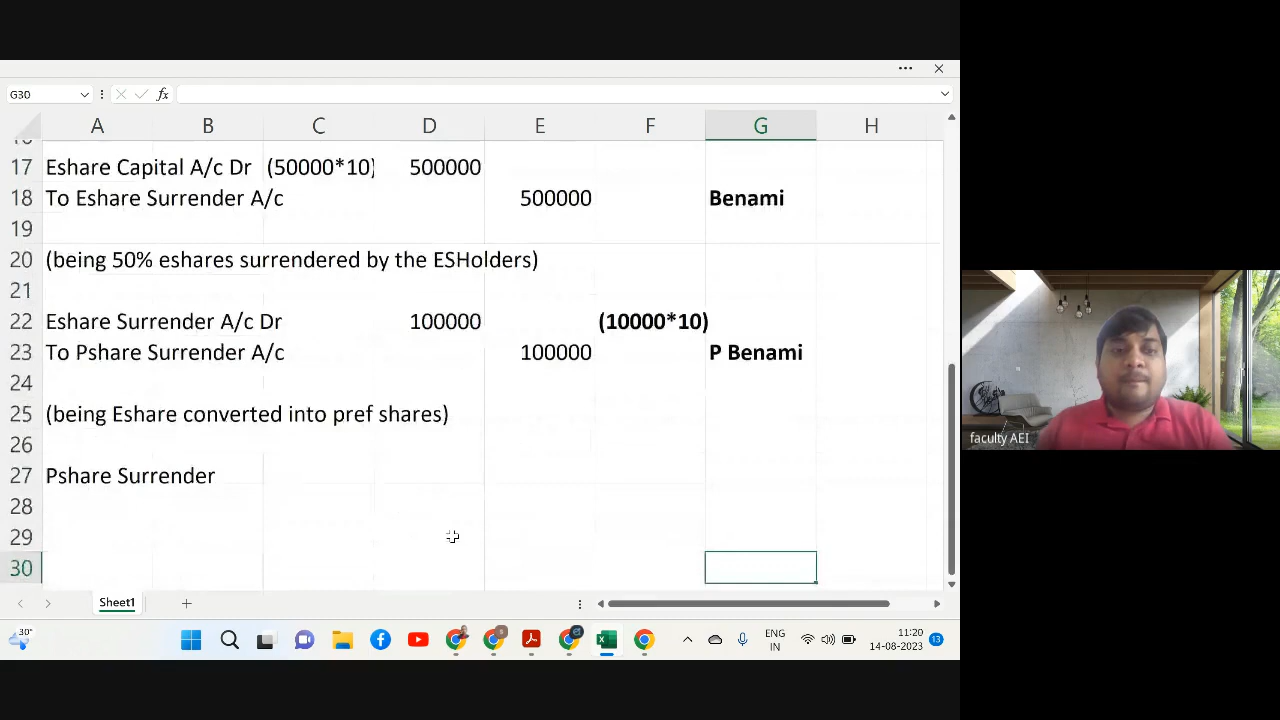 G30
fx
A B C D E F G H
17 Eshare Capital A/c Dr (50000*10) 500000
18 To Eshare Surrender A/c 500000 Benami
19
20 (being 50% eshares surrendered by the ESHolders)
21
22 Eshare Surrender A/c Dr 100000 (10000*10)
23 To Pshare Surrender A/c 100000 P Benami
24
25 (being Eshare converted into pref shares)
26
27 Pshare Surrender
28
29
30
faculty AEI
Sheet1
30°
ENG
IN
11:20
14-08-2023
13